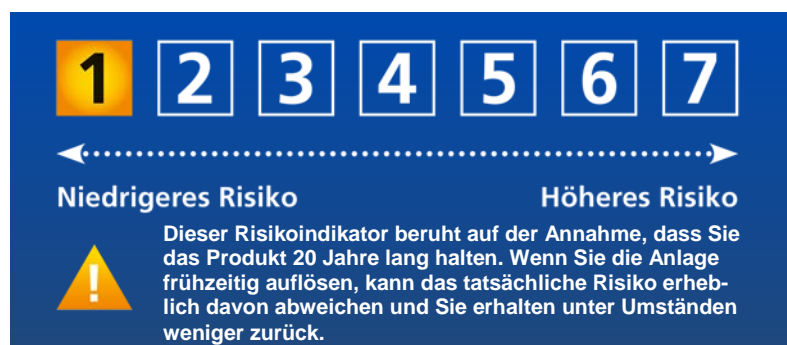 1 2 3 4 5 6 7
Niedrigeres Risiko Höheres Risiko
Dieser Risikoindikator beruht auf der Annahme, dass Sie
das Produkt 20 Jahre lang halten. Wenn Sie die Anlage
frühzeitig auflösen, kann das tatsächliche Risiko erheb-
lich davon abweichen und Sie erhalten unter Umständen
weniger zurück.